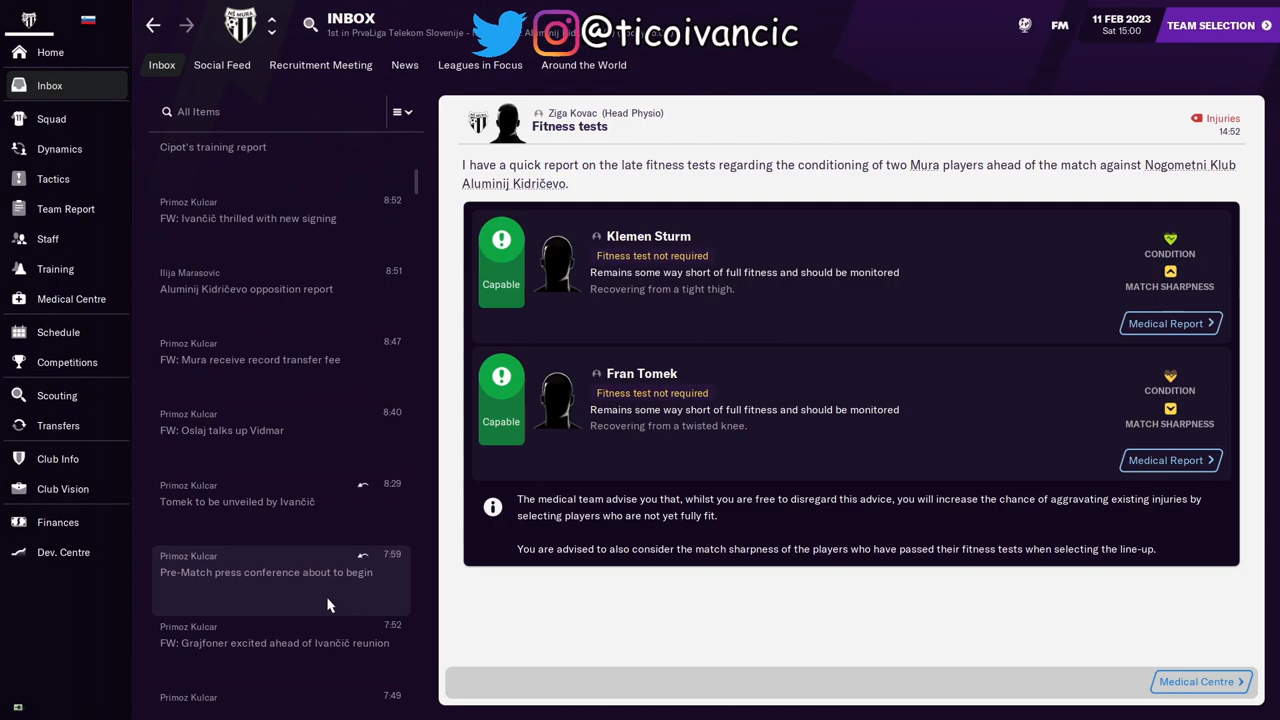 INBOX
1st in PrvaLiga Telekom Slovenije
@ticoivancic
FM
11 FEB 2023
Sat 15:00
TEAM SELECTION
Home
Inbox
Squad
Dynamics
Tactics
Team Report
Staff
Training
Medical Centre
Schedule
Competitions
Scouting
Transfers
Club Info
Club Vision
Finances
Dev. Centre
Inbox Social Feed Recruitment Meeting News Leagues in Focus Around the World
All Items
Cipot's training report
Primoz Kulcar 8:52
FW: Ivančič thrilled with new signing
Ilija Marasovic 8:51
Aluminij Kidričevo opposition report
Primoz Kulcar 8:47
FW: Mura receive record transfer fee
Primoz Kulcar 8:40
FW: Oslaj talks up Vidmar
Primoz Kulcar 8:29
Tomek to be unveiled by Ivančič
Primoz Kulcar 7:59
Pre-Match press conference about to begin
Primoz Kulcar 7:52
FW: Grajfoner excited ahead of Ivančič reunion
Primoz Kulcar 7:49
Ziga Kovac (Head Physio)
Fitness tests
Injuries
14:52
I have a quick report on the late fitness tests regarding the conditioning of two Mura players ahead of the match against Nogometni Klub
Aluminij Kidričevo.
Capable
Klemen Sturm
Fitness test not required
Remains some way short of full fitness and should be monitored
Recovering from a tight thigh.
CONDITION
MATCH SHARPNESS
Medical Report
Capable
Fran Tomek
Fitness test not required
Remains some way short of full fitness and should be monitored
Recovering from a twisted knee.
CONDITION
MATCH SHARPNESS
Medical Report
The medical team advise you that, whilst you are free to disregard this advice, you will increase the chance of aggravating existing injuries by
selecting players who are not yet fully fit.
You are advised to also consider the match sharpness of the players who have passed their fitness tests when selecting the line-up.
Medical Centre